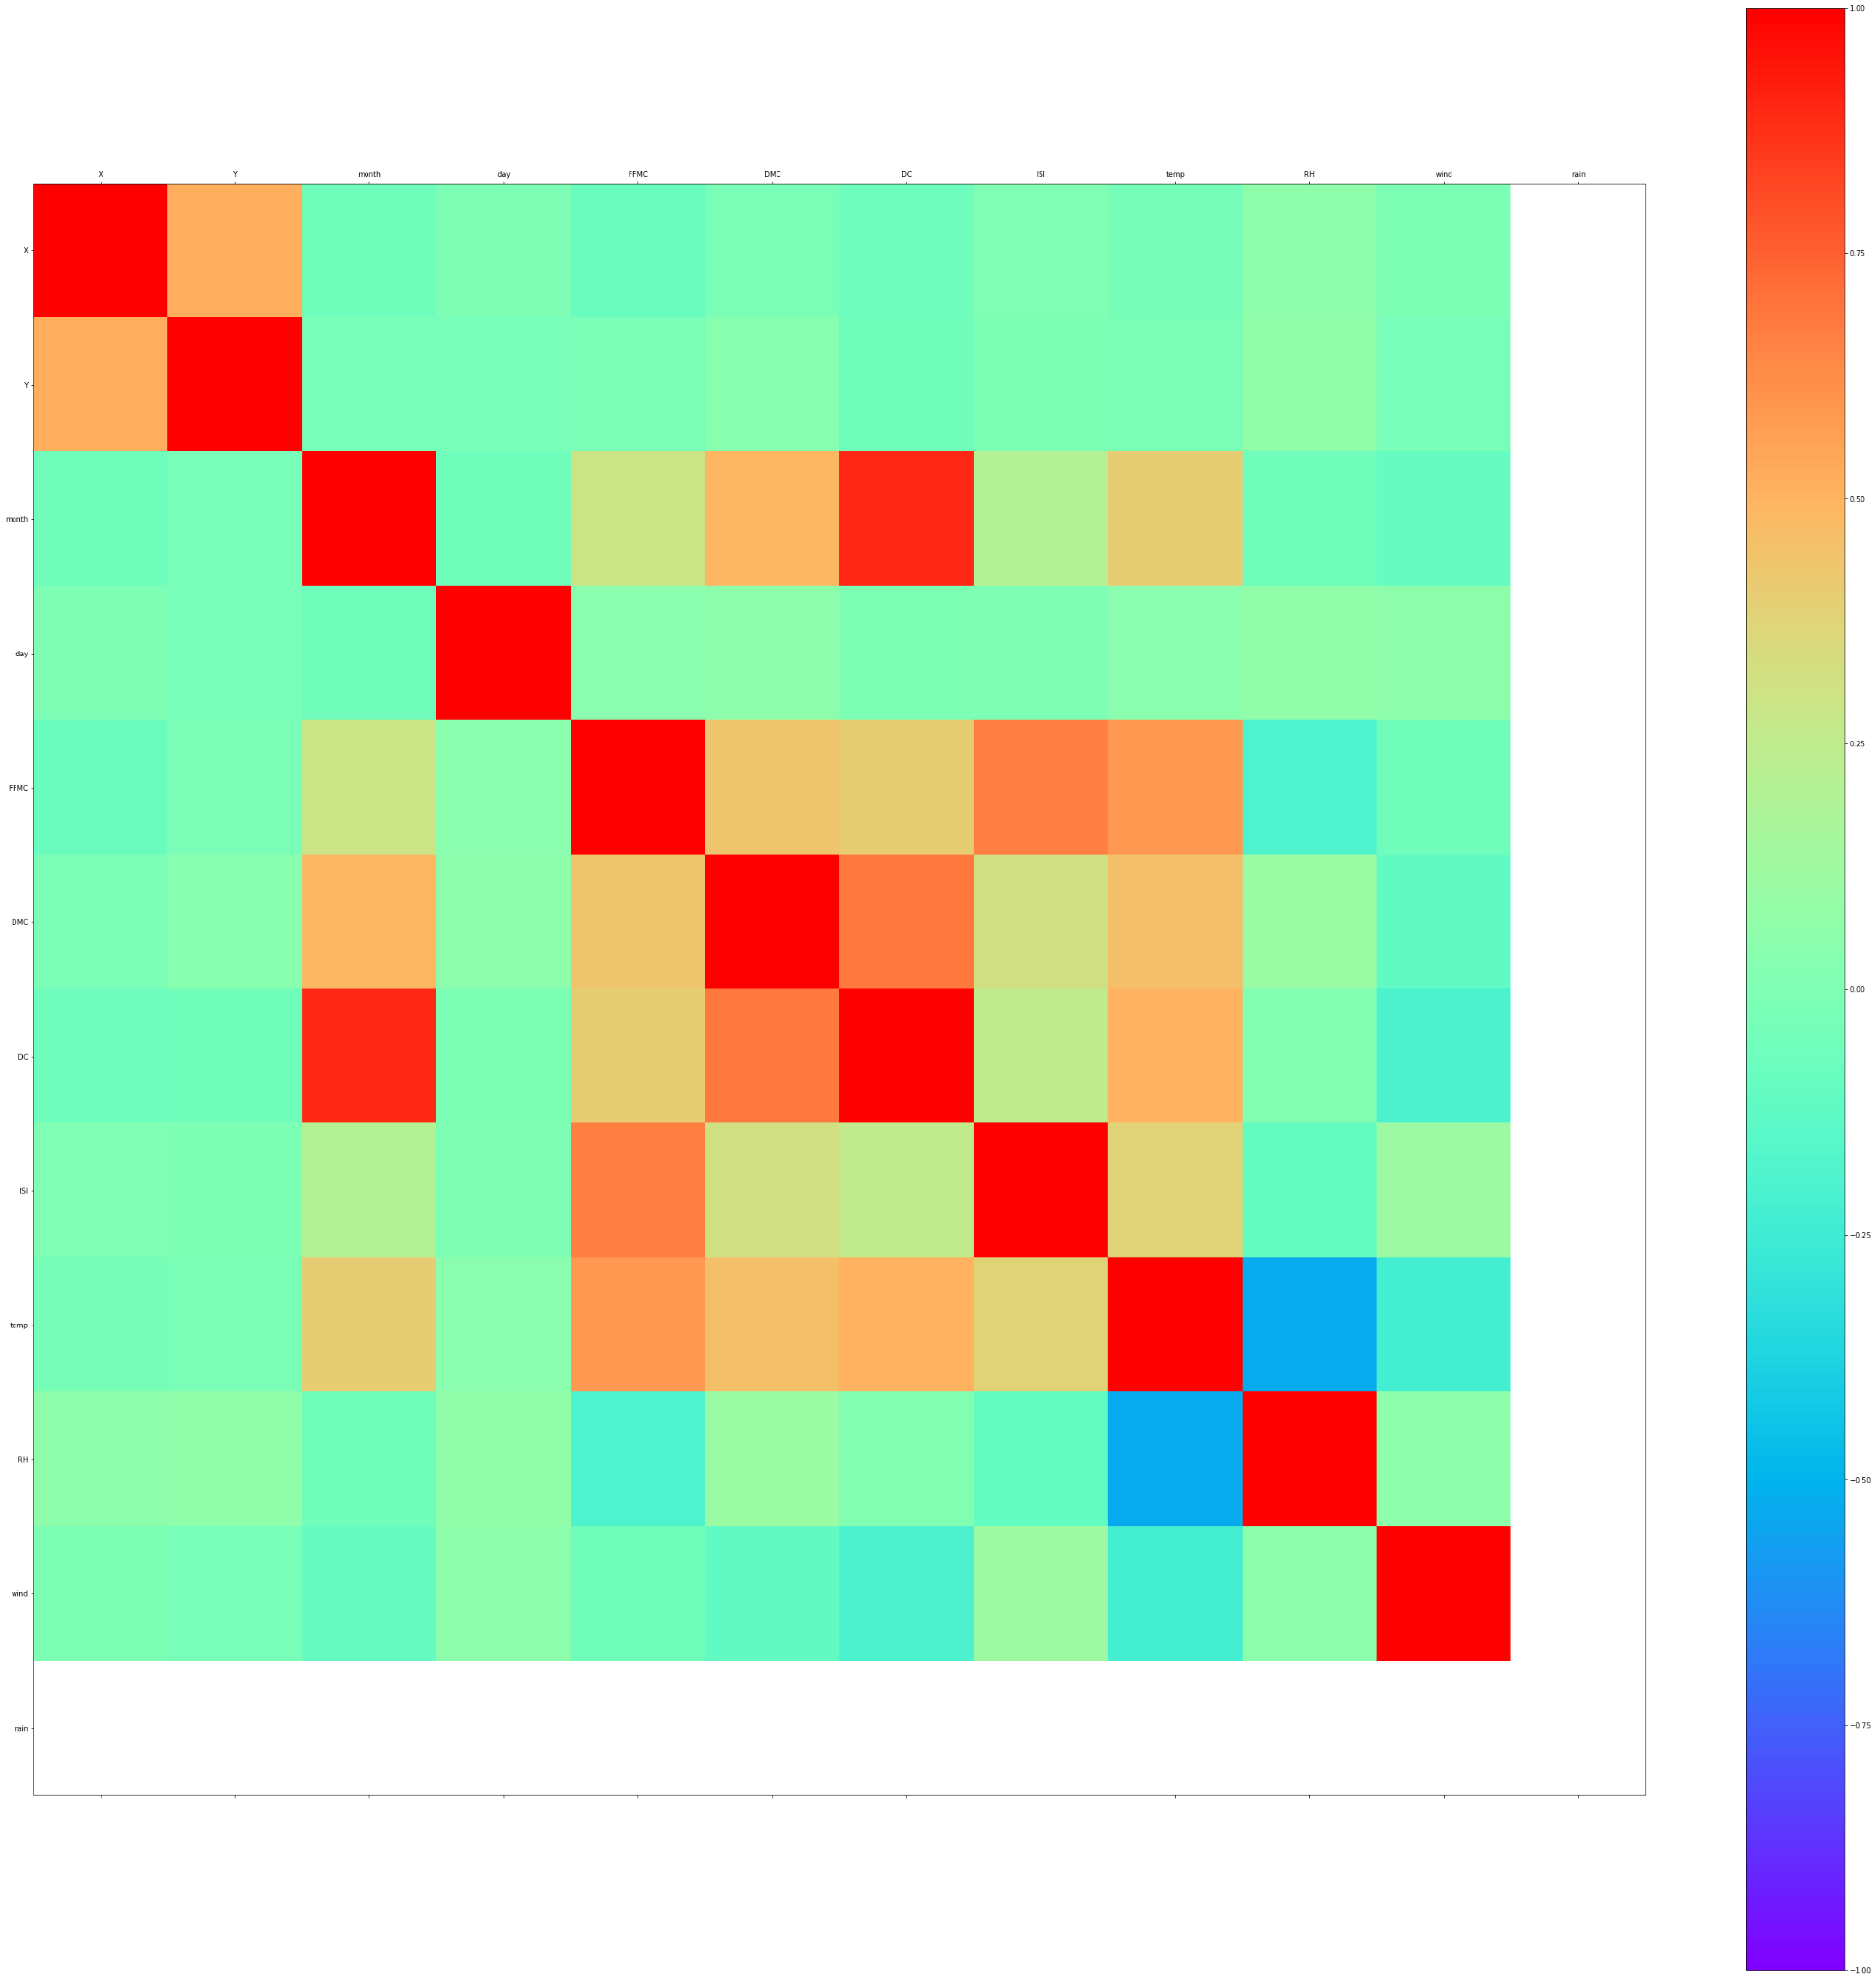 1.00
X Y month day FFMC DMC DC ISI temp RH wind rain
X
0.75
Y
0.50
month
day
0.25
FFMC
DMC
0.00
DC
ISI
−0.25
temp
RH
−0.50
wind
rain
−0.75
−1.00